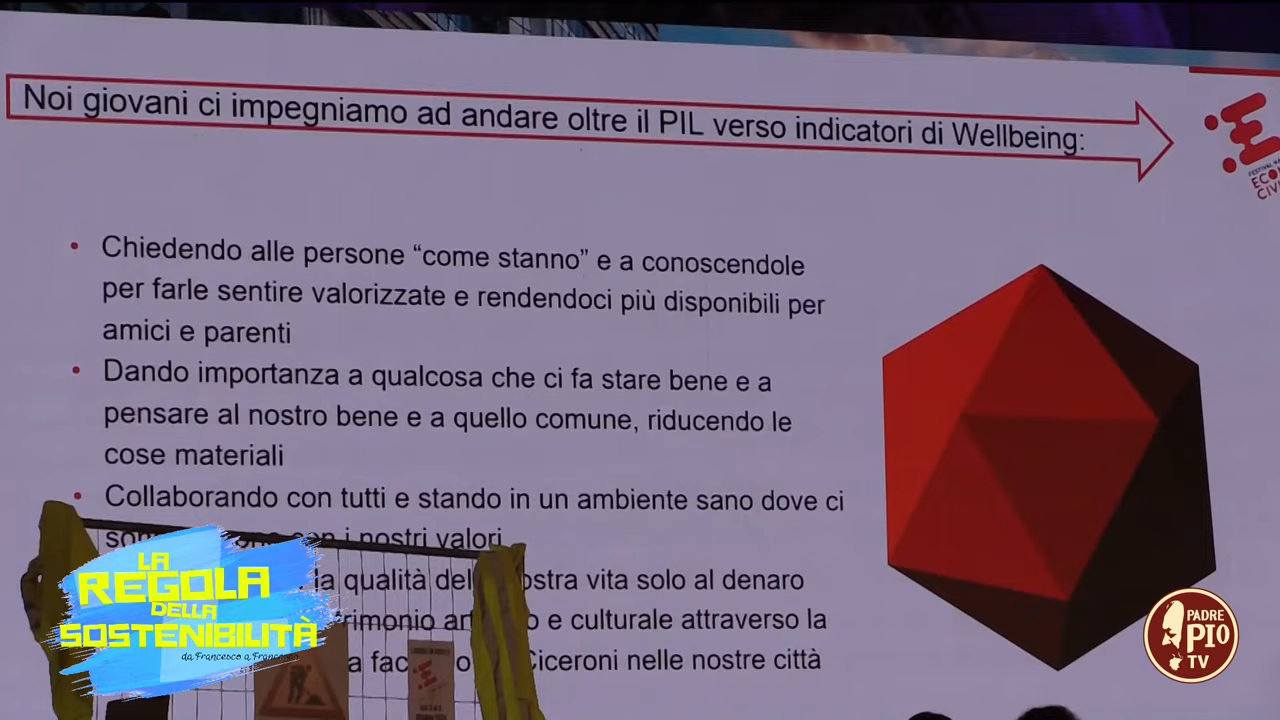 Noi giovani ci impegniamo ad andare oltre il PIL verso indicatori di Wellbeing:
• Chiedendo alle persone “come stanno” e a conoscendole
per farle sentire valorizzate e rendendoci più disponibili per
amici e parenti
• Dando importanza a qualcosa che ci fa stare bene e a
pensare al nostro bene e a quello comune, riducendo le
cose materiali
• Collaborando con tutti e stando in un ambiente sano dove ci
con i nostri valori
la qualità della nostra vita solo al denaro
e culturale attraverso la
Ciceroni nelle nostre città
LA
REGOLA
DELLA
SOSTENIBILITÀ
da Francesco a Francesco
PADRE
PIO
TV